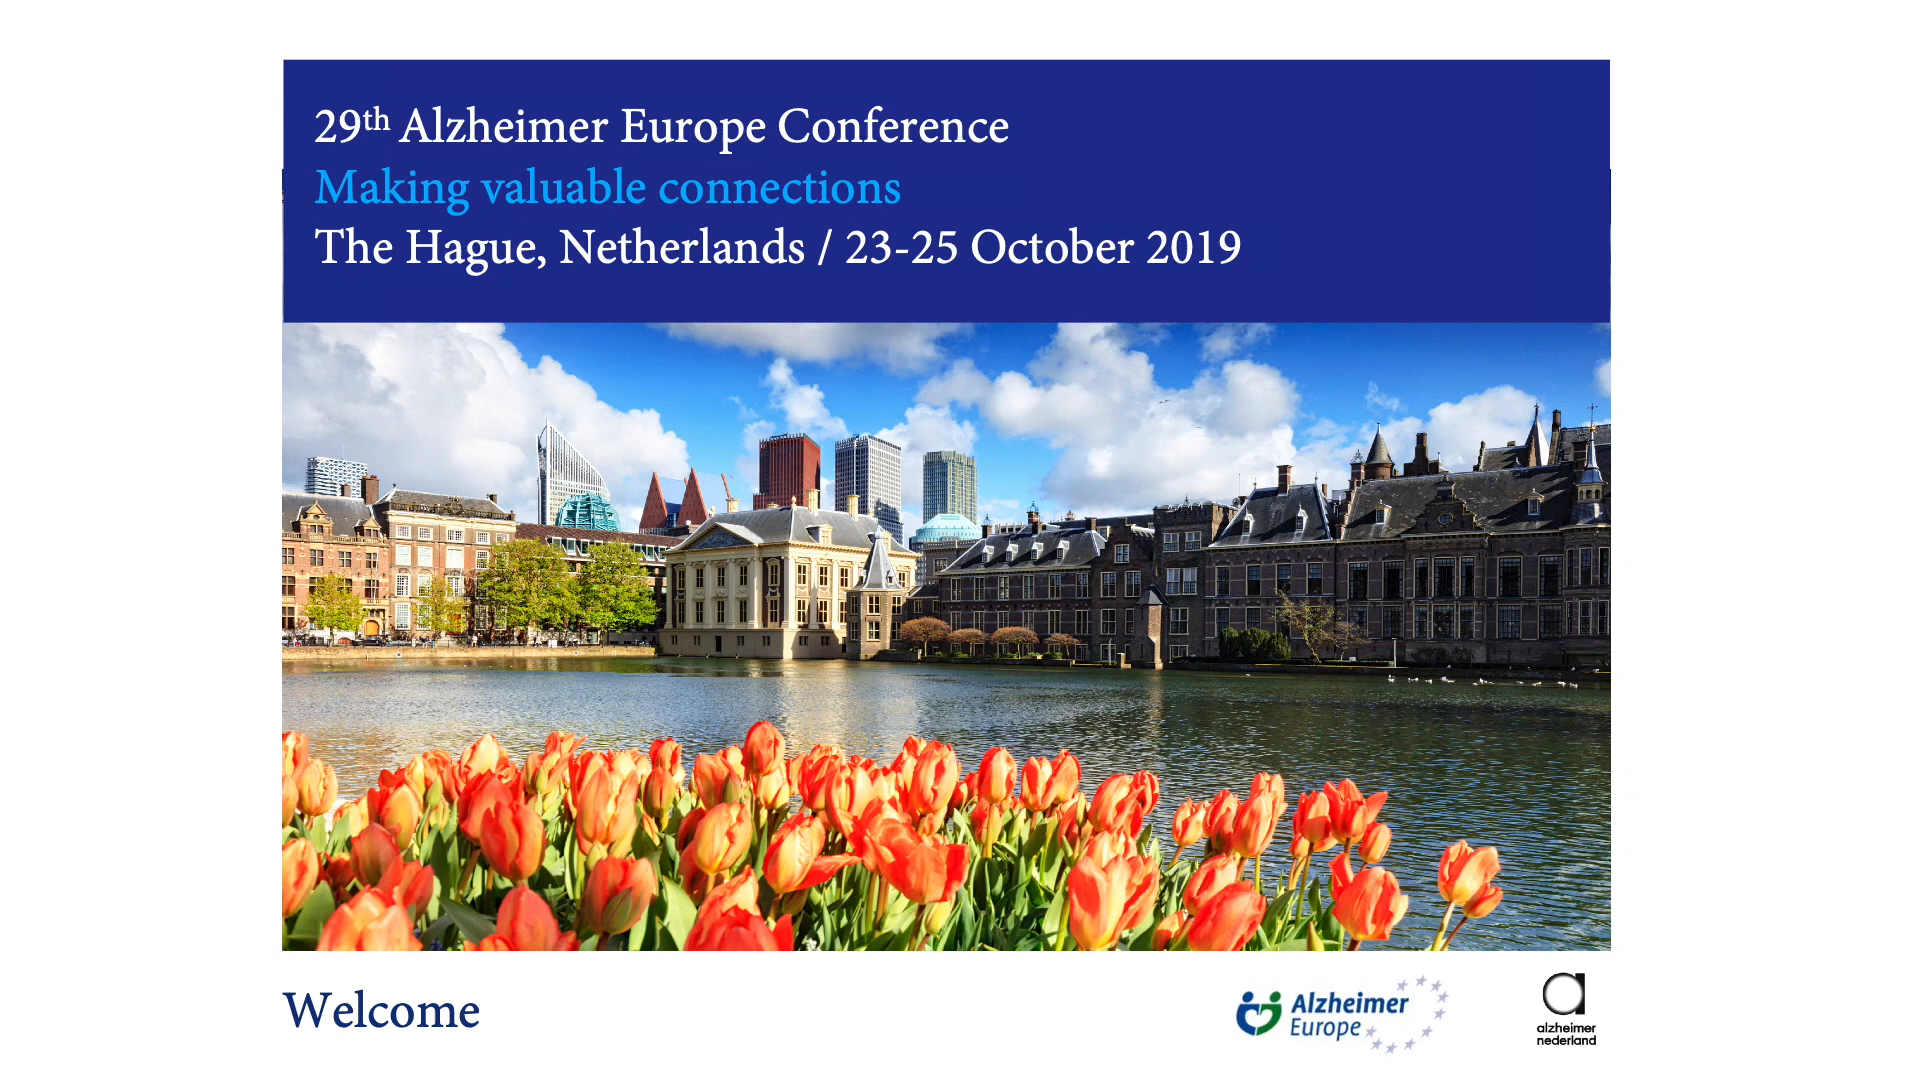 29th Alzheimer Europe Conference
Making valuable connections
The Hague, Netherlands / 23-25 October 2019
Welcome
Alzheimer
Europe
alzheimer
nederland